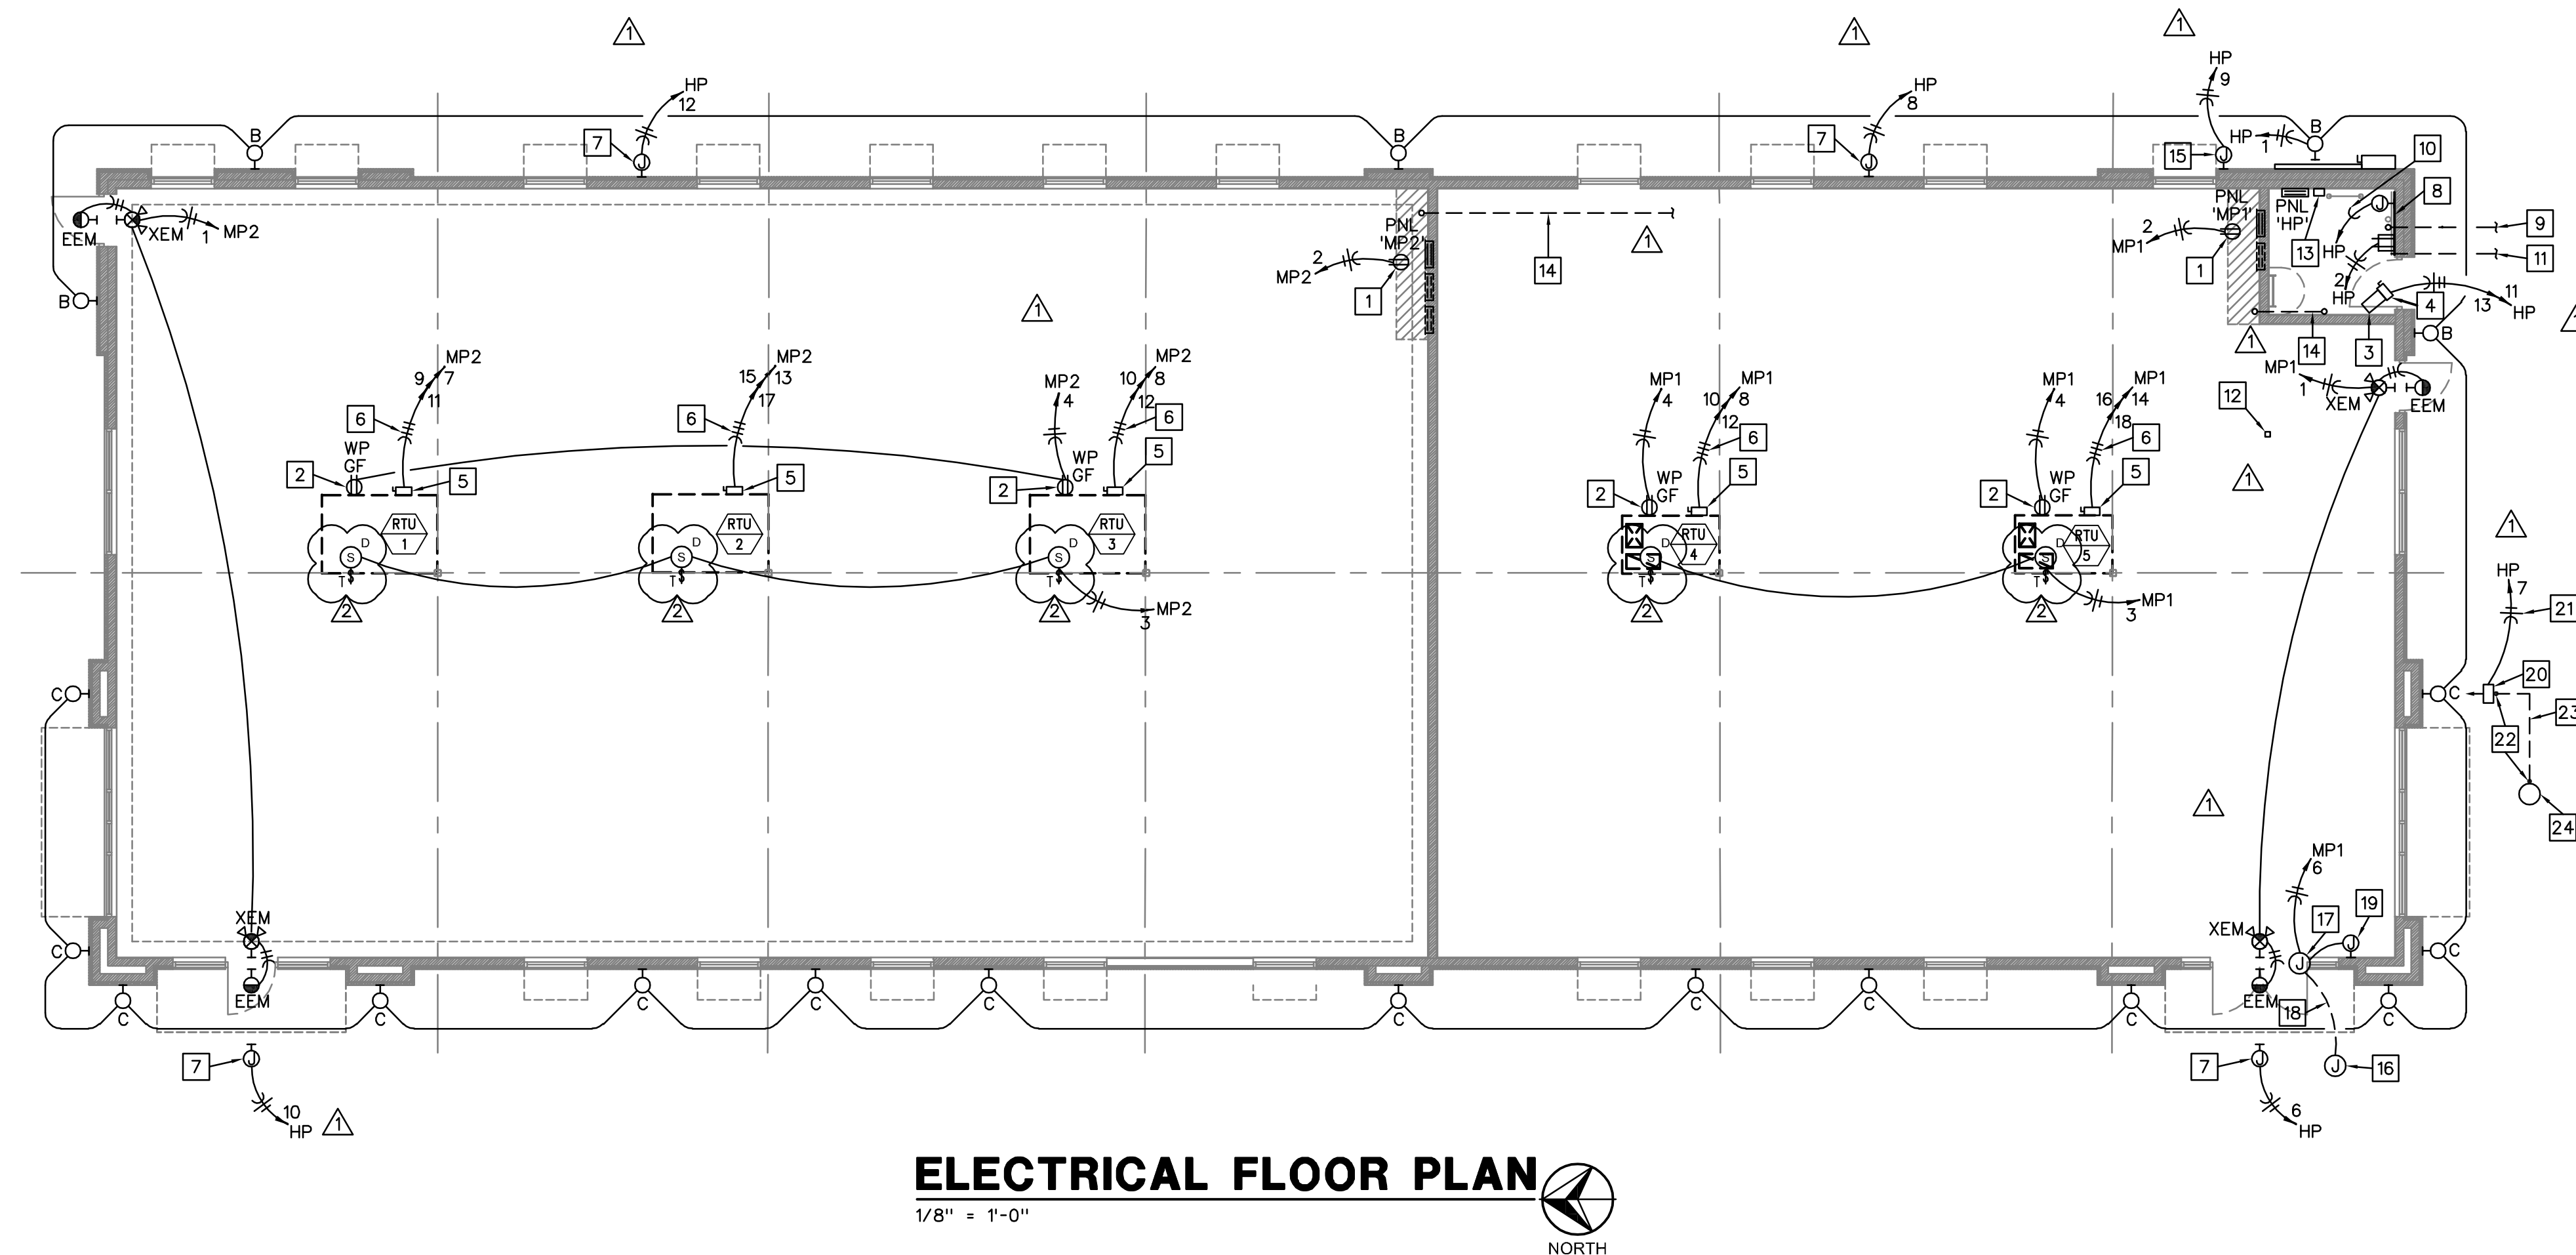 1
1
1
HP
12
HP
8
HP
9
7
7
15
B
B
HP
1
B
10
8
EEM
XEM
1
MP2
PNL
'MP2'
2
MP2
1
14
1
PNL
'MP1'
2
MP1
1
PNL
'HP'
13
HP
2
HP
9
11
11
13
HP
4
B
B
1
1
14
3
MP1
1
XEM
EEM
12
1
MP2
9
7
11
6
WP
GF
2
5
MP2
15
13
17
6
5
MP2
4
MP2
10
8
12
6
WP
GF
2
5
MP1
4
MP1
10
8
12
6
WP
GF
2
5
MP1
4
MP1
16
14
18
6
WP
GF
2
5
RTU
1
S
D
T
$
2
RTU
2
S
D
T
$
2
RTU
3
S
D
T
$
2
MP2
3
RTU
4
S
D
T
$
2
RTU
5
S
D
T
$
2
MP1
3
1
HP
7
21
20
23
22
24
C
C
1
MP1
6
17
19
XEM
EEM
C
XEM
EEM
C
C
C
C
C
C
C
C
C
C
C
18
16
7
10
HP
1
7
6
HP
ELECTRICAL FLOOR PLAN
1/8" = 1'-0"
NORTH